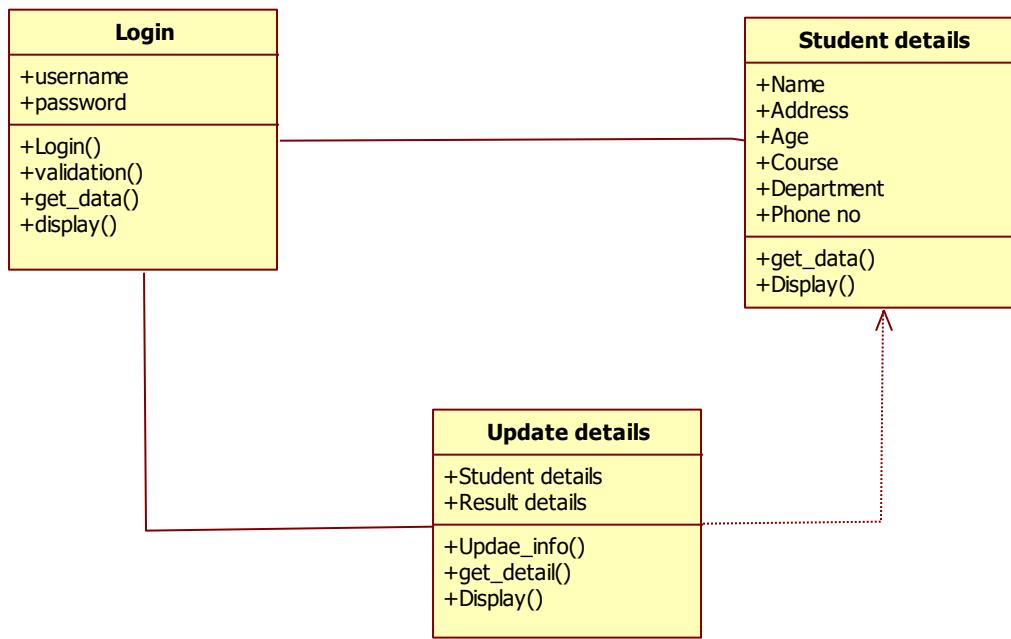 Login
+username
+password
+Login()
+validation()
+get_data()
+display()
Student details
+Name
+Address
+Age
+Course
+Department
+Phone no
+get_data()
+Display()
Update details
+Student details
+Result details
+Updae_info()
+get_detail()
+Display()